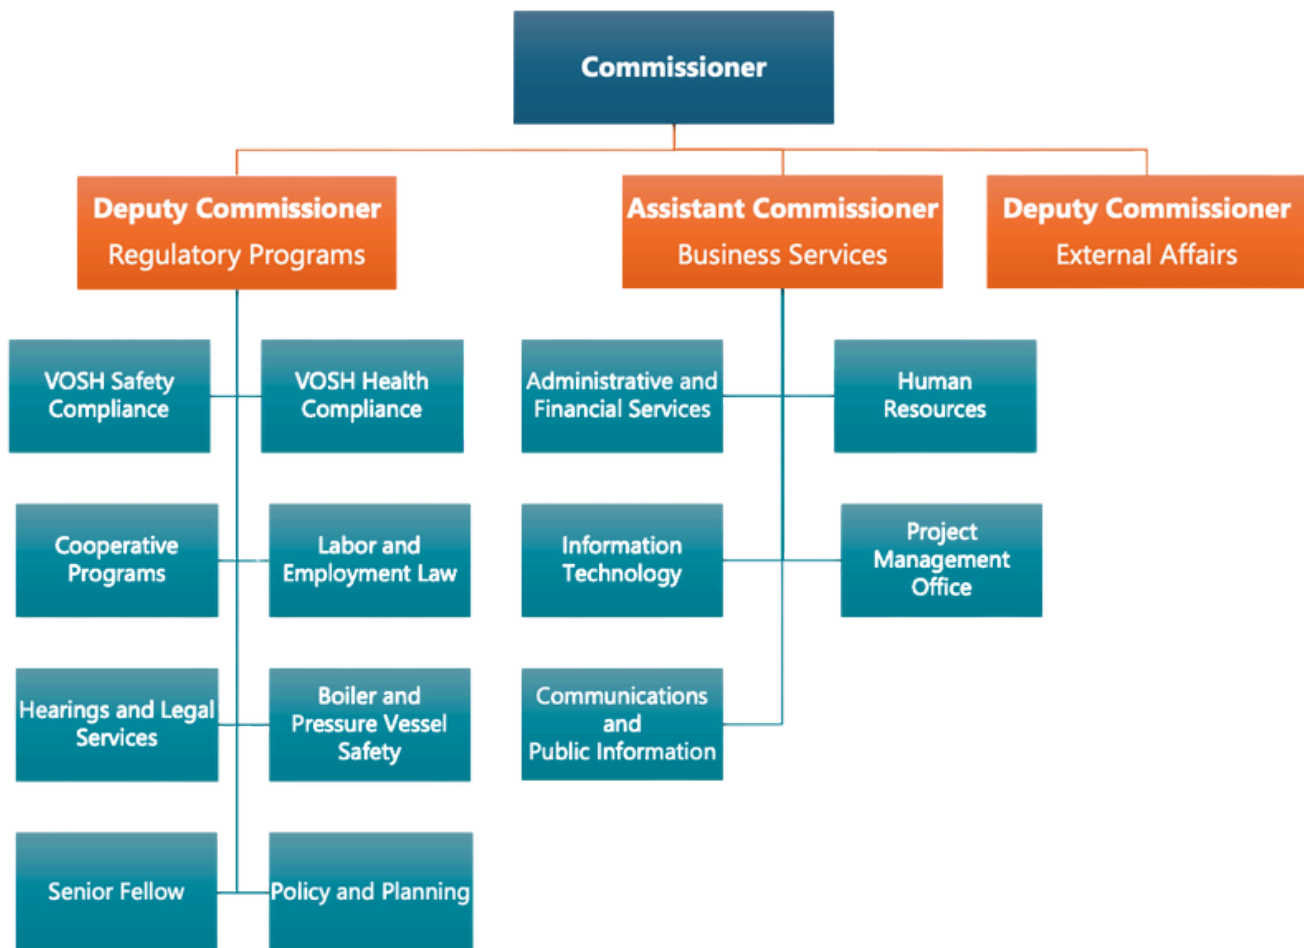 Commissioner
Deputy Commissioner
Regulatory Programs
Assistant Commissioner
Business Services
Deputy Commissioner
External Affairs
VOSH Safety
Compliance
VOSH Health
Compliance
Administrative and
Financial Services
Human
Resources
Cooperative
Programs
Labor and
Employment Law
Information
Technology
Project
Management
Office
Hearings and Legal
Services
Boiler and
Pressure Vessel
Safety
Communications
and
Public Information
Senior Fellow
Policy and Planning